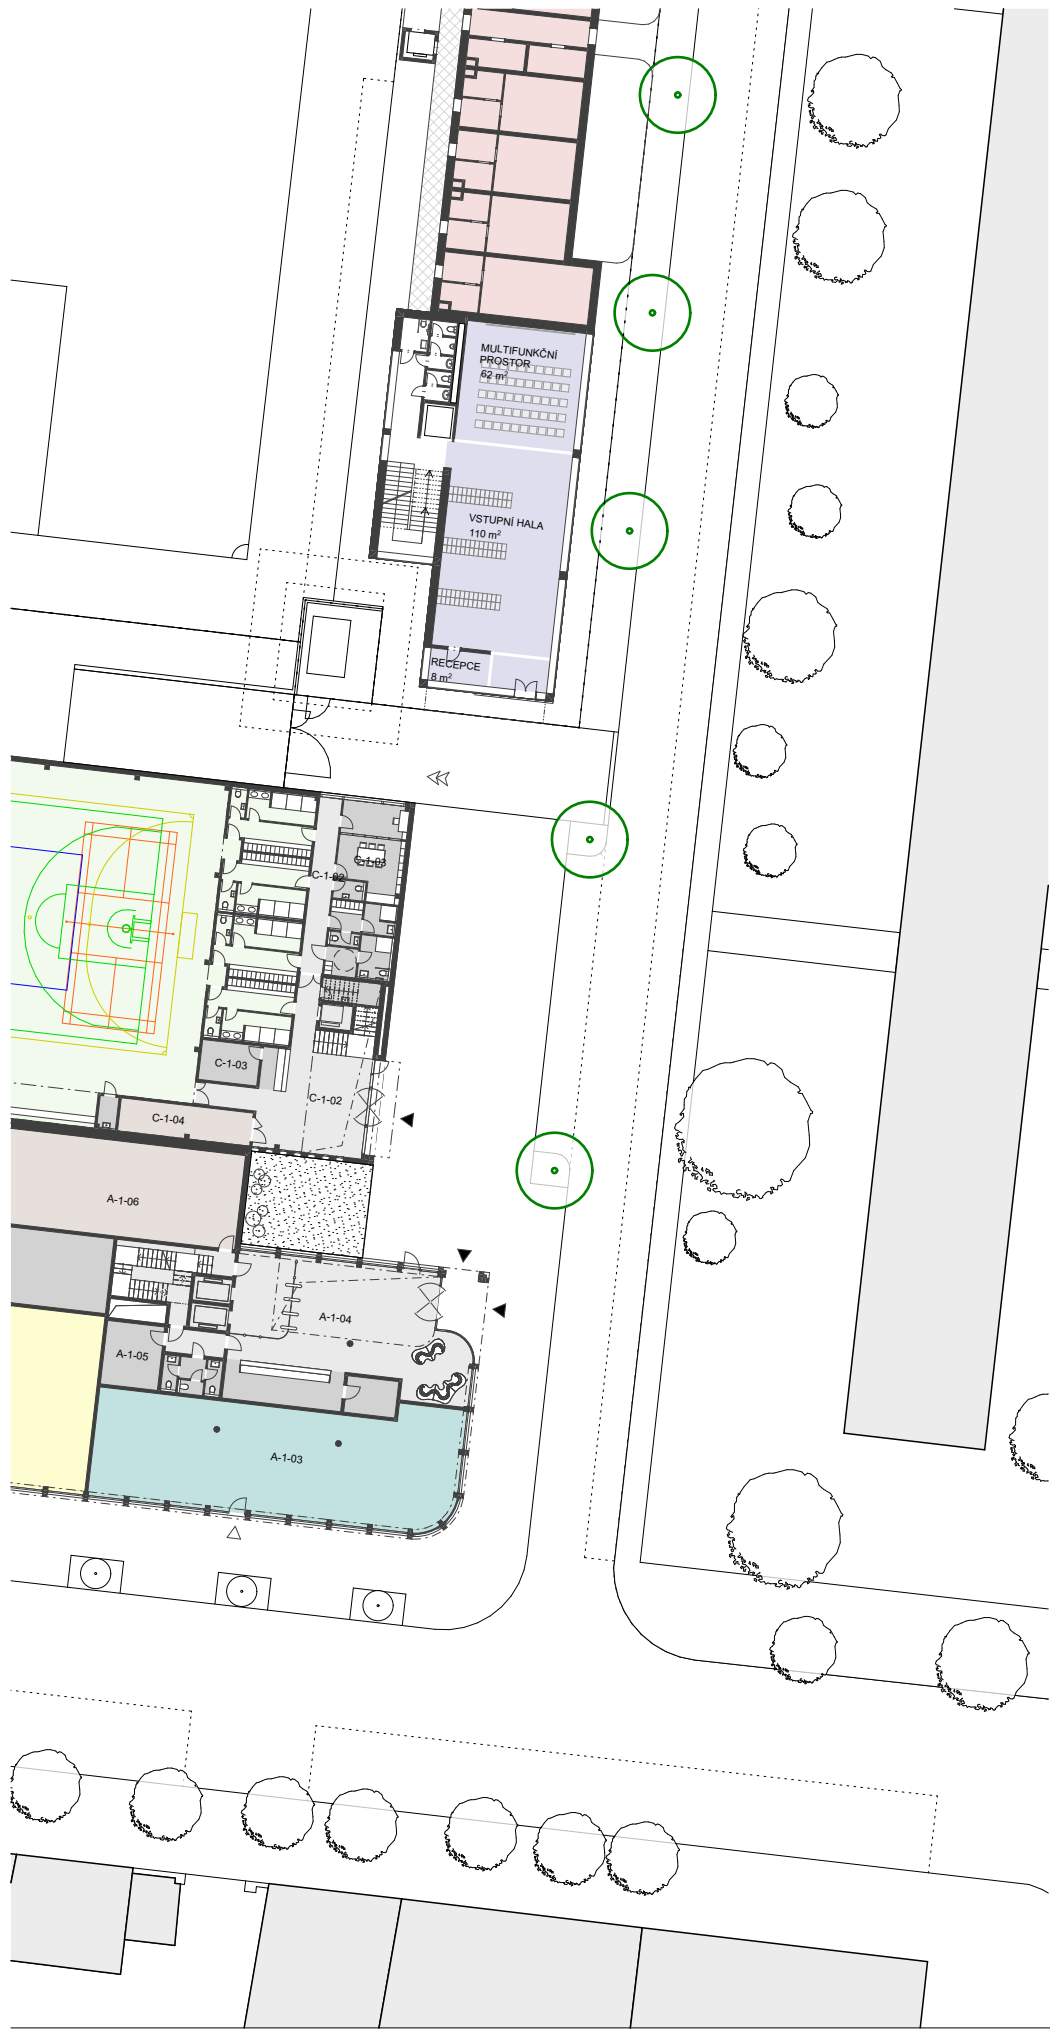 MULTIFUNKČNÍ
PROSTOR
62 m²
VSTUPNÍ HALA
110 m²
RECEPCE
8 m²
C-1-03
C-1-02
C-1-03
C-1-02
C-1-04
A-1-06
A-1-04
A-1-05
A-1-03